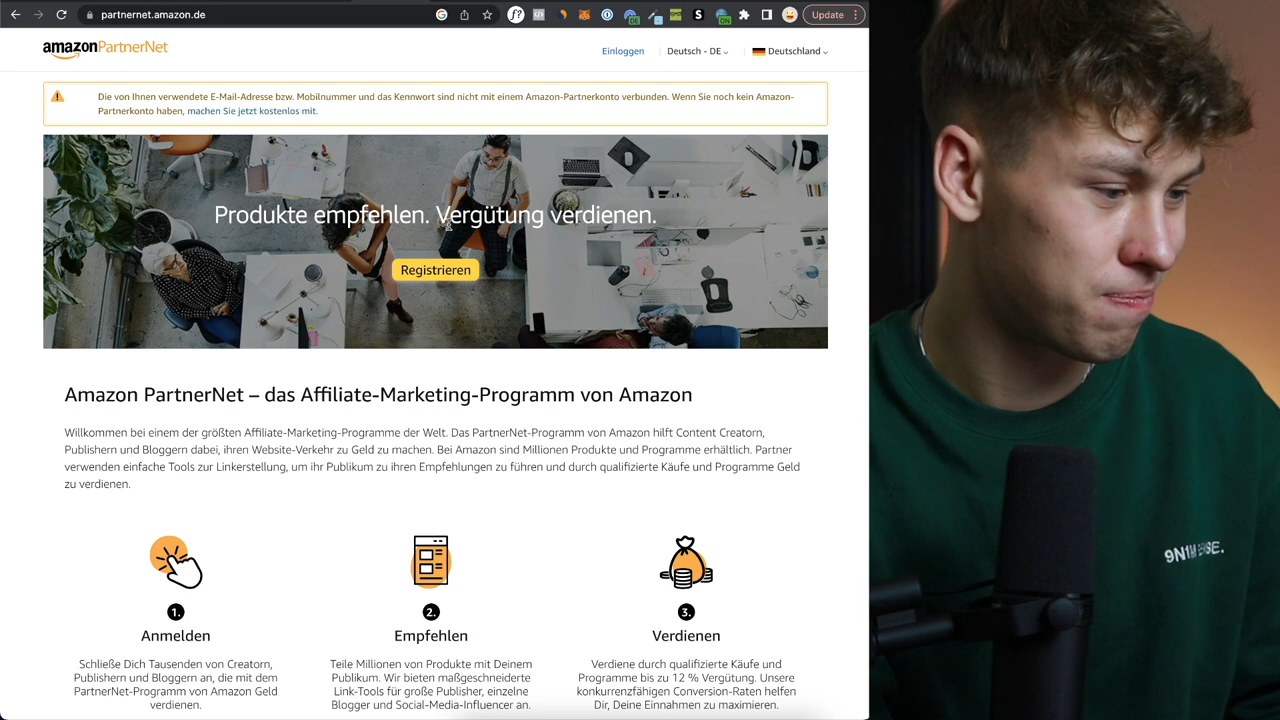 partnernet.amazon.de
Update
amazonPartnerNet
Einloggen
Deutsch - DE
Deutschland
Die von Ihnen verwendete E-Mail-Adresse bzw. Mobilnummer und das Kennwort sind nicht mit einem Amazon-Partnerkonto verbunden. Wenn Sie noch kein Amazon-
Partnerkonto haben, machen Sie jetzt kostenlos mit.
Produkte empfehlen. Vergütung verdienen.
Registrieren
Amazon PartnerNet – das Affiliate-Marketing-Programm von Amazon
Willkommen bei einem der größten Affiliate-Marketing-Programme der Welt. Das PartnerNet-Programm von Amazon hilft Content Creatorn,
Publishern und Bloggern dabei, ihren Website-Verkehr zu Geld zu machen. Bei Amazon sind Millionen Produkte und Programme erhältlich. Partner
verwenden einfache Tools zur Linkerstellung, um ihr Publikum zu ihren Empfehlungen zu führen und durch qualifizierte Käufe und Programme Geld
zu verdienen.
1.
Anmelden
Schließe Dich Tausenden von Creatorn,
Publishern und Bloggern an, die mit dem
PartnerNet-Programm von Amazon Geld
verdienen.
2.
Empfehlen
Teile Millionen von Produkte mit Deinem
Publikum. Wir bieten maßgeschneiderte
Link-Tools für große Publisher, einzelne
Blogger und Social-Media-Influencer an.
3.
Verdienen
Verdiene durch qualifizierte Käufe und
Programme bis zu 12 % Vergütung. Unsere
konkurrenzfähigen Conversion-Raten helfen
Dir, Deine Einnahmen zu maximieren.